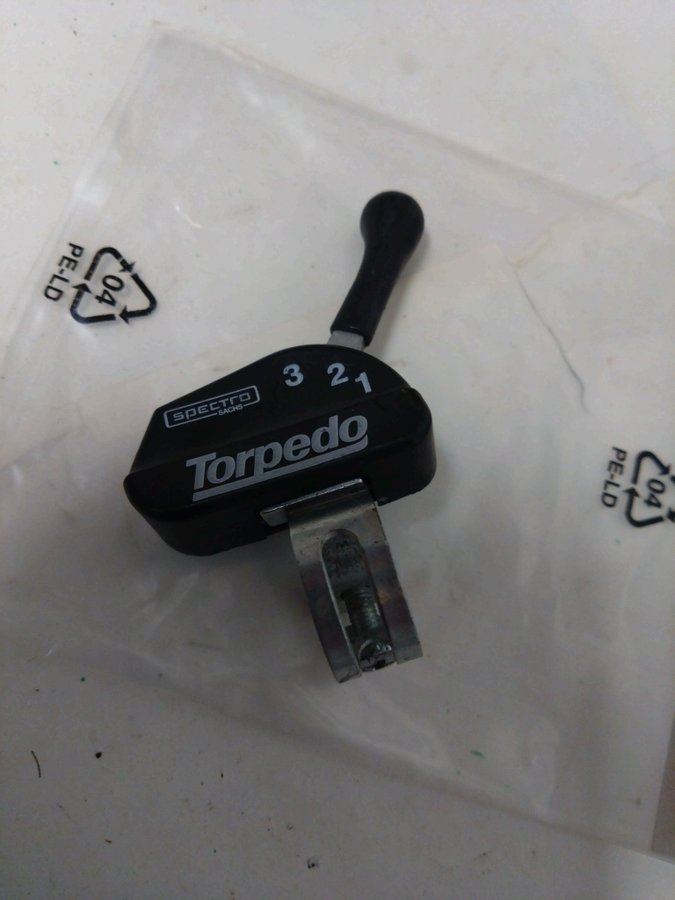 04
PE-LD
3 2 1
SPECTRO
SACHS
Torpedo
04
PE-LD